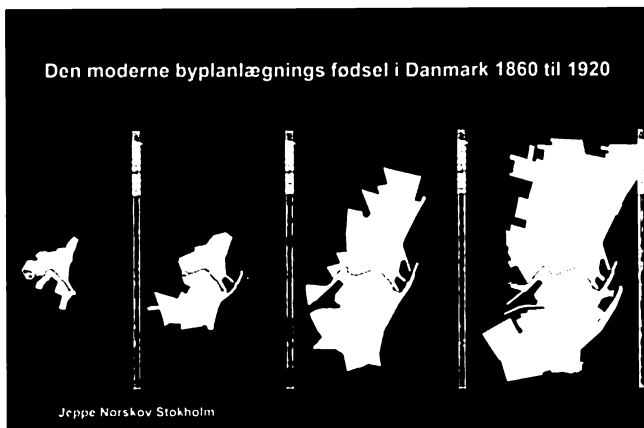 Den moderne byplanlægnings fødsel i Danmark 1860 til 1920
Jeppe Norskov Stokholm